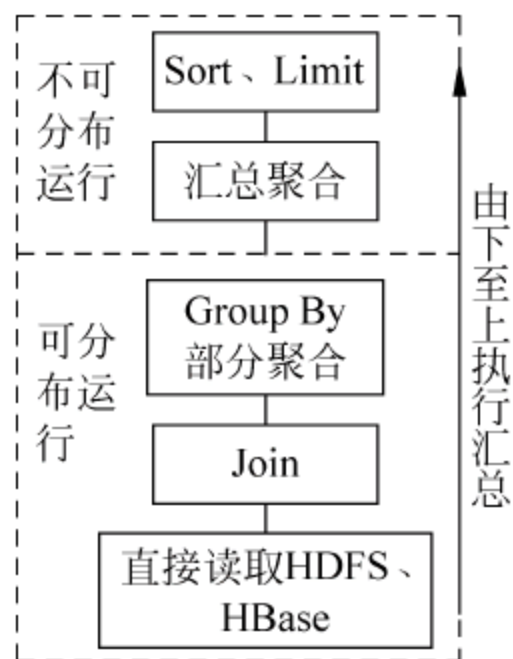 不可
分布
运行
Sort、Limit
汇总聚合
可分
布运
行
Group By
部分聚合
Join
直接读取HDFS、
HBase
由下至上执行汇总